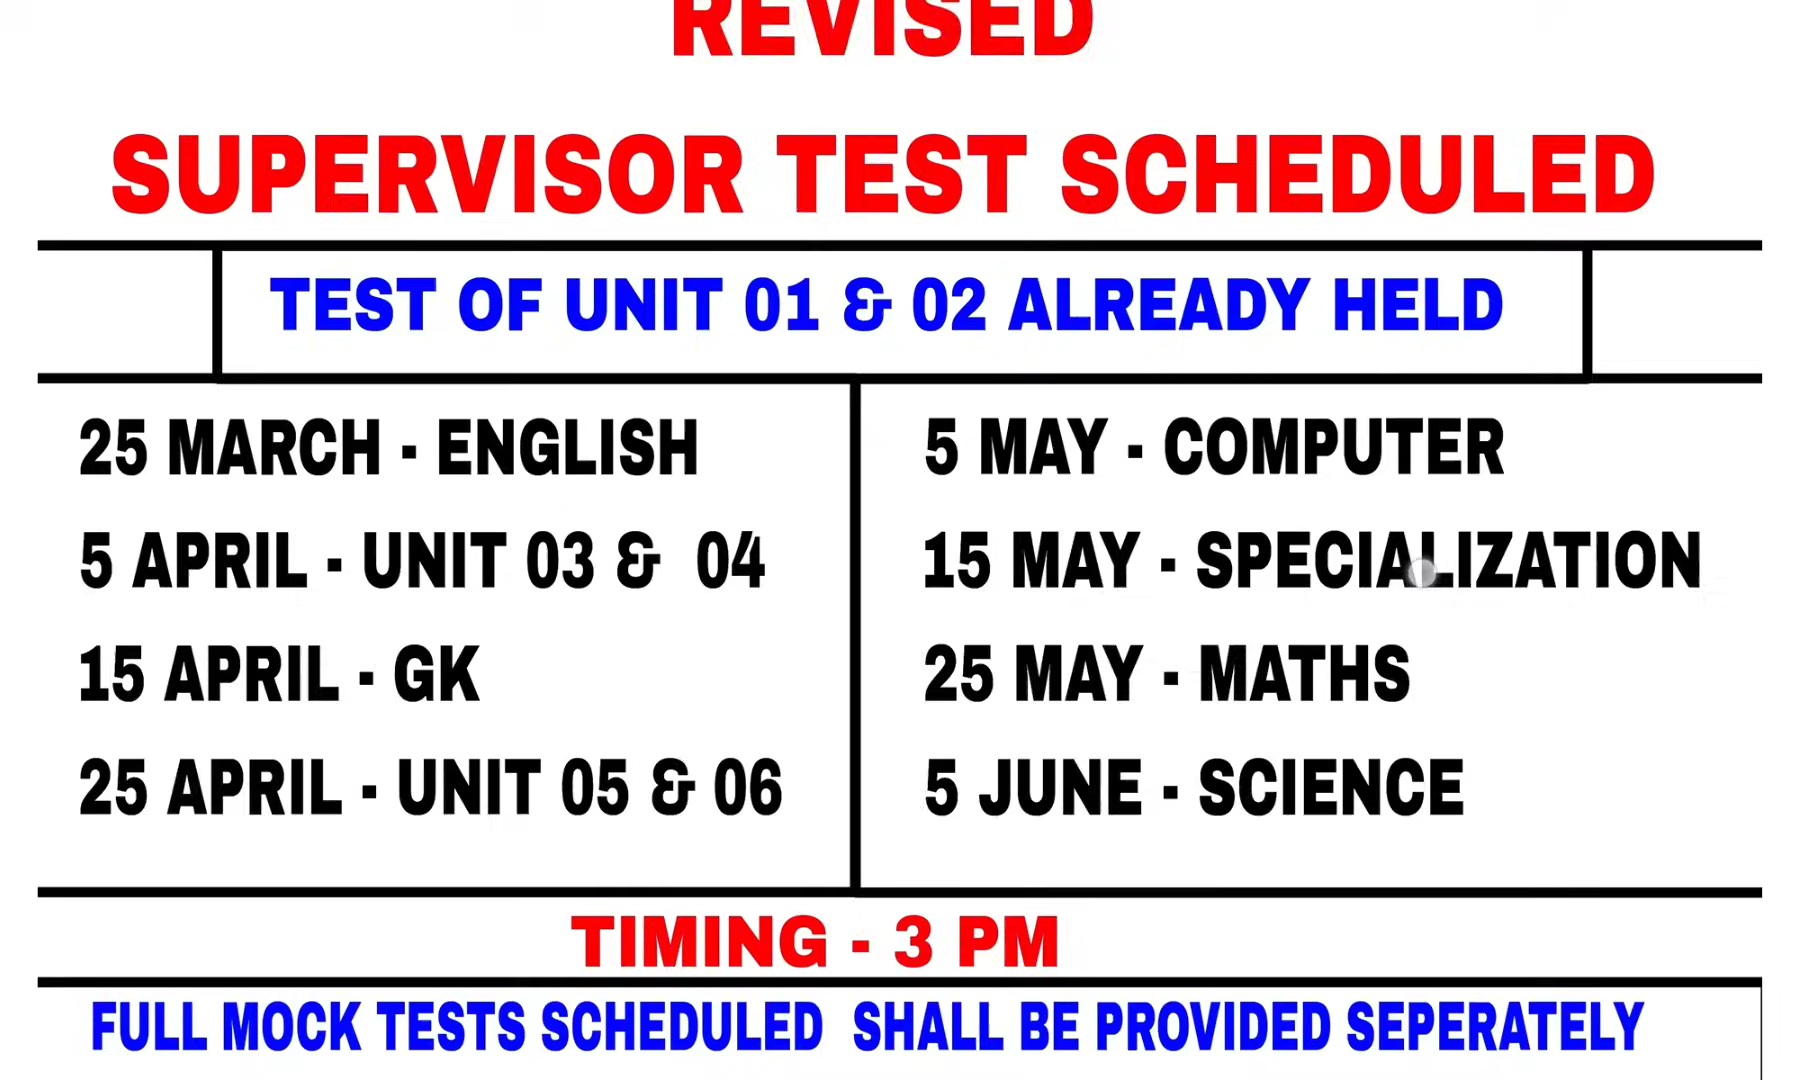 REVISED
SUPERVISOR TEST SCHEDULED
TEST OF UNIT 01 & 02 ALREADY HELD
25 MARCH - ENGLISH
5 APRIL - UNIT 03 & 04
15 APRIL - GK
25 APRIL - UNIT 05 & 06
5 MAY - COMPUTER
15 MAY - SPECIALIZATION
25 MAY - MATHS
5 JUNE - SCIENCE
TIMING - 3 PM
FULL MOCK TESTS SCHEDULED SHALL BE PROVIDED SEPERATELY